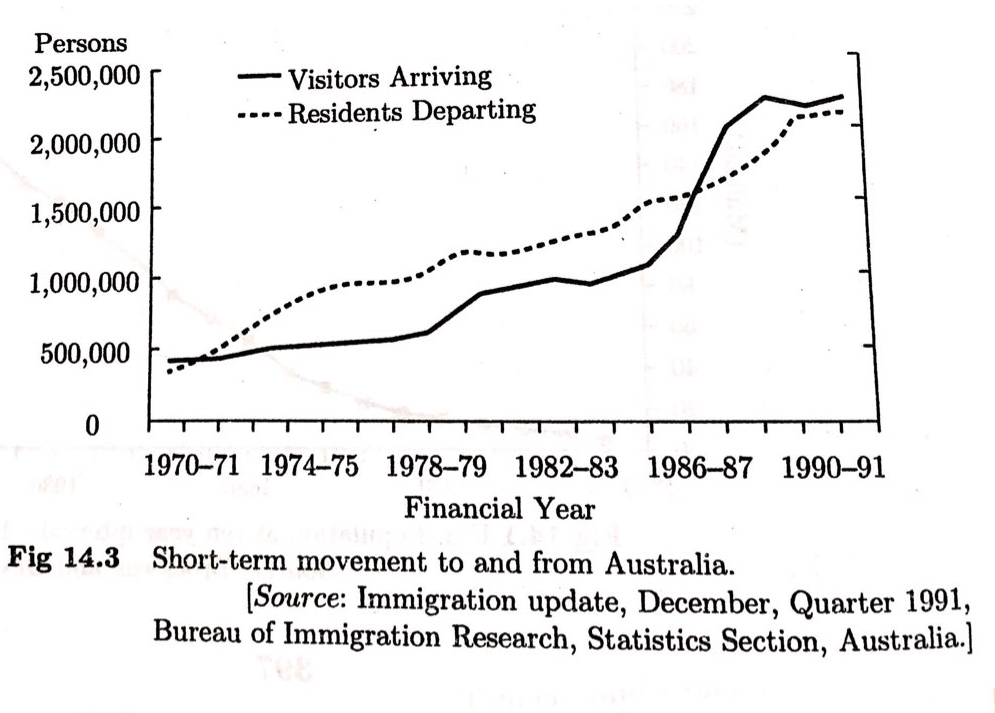 Persons
2,500,000
Visitors Arriving
Residents Departing
2,000,000
1,500,000
1,000,000
500,000
0
1970–71 1974–75 1978–79 1982–83 1986–87 1990–91
Financial Year
Fig 14.3 Short-term movement to and from Australia.
[Source: Immigration update, December, Quarter 1991,
Bureau of Immigration Research, Statistics Section, Australia.]